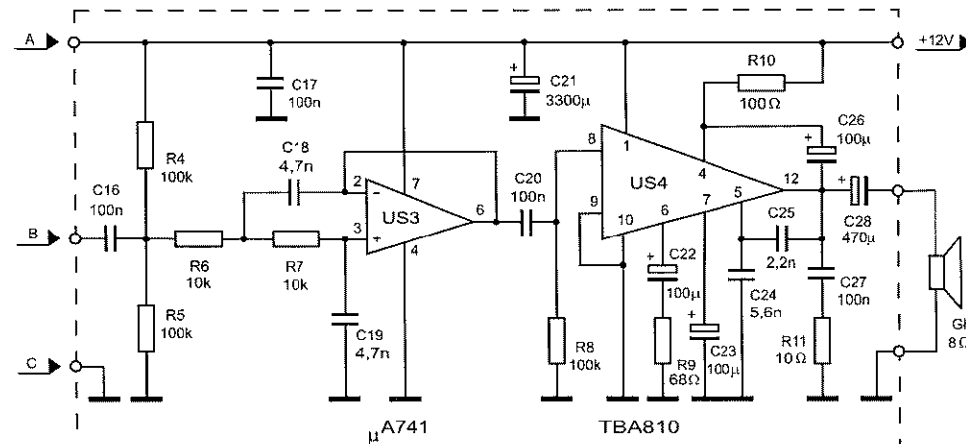 A
+12V
R10
100Ω
C17
100n
C21
3300µ
C26
100µ
C18
4,7n
R4
100k
C16
100n
C20
100n
8
1
4
US4
12
2
7
US3
6
3
4
9
10
6
7
5
C25
2,2n
C28
470µ
B
R6
10k
R7
10k
C22
100µ
C24
5,6n
C27
100n
R5
100k
C19
4,7n
R8
100k
R9
68Ω
C23
100µ
R11
10Ω
8Ω
C
µA741
TBA810